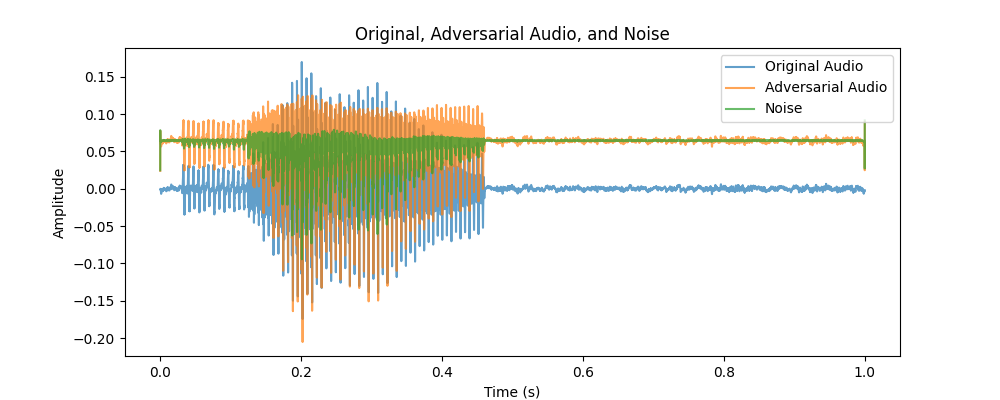 Original, Adversarial Audio, and Noise
Original Audio
Adversarial Audio
Noise
0.15
0.10
0.05
0.00
−0.05
−0.10
−0.15
−0.20
Amplitude
0.0
0.2
0.4
0.6
0.8
1.0
Time (s)